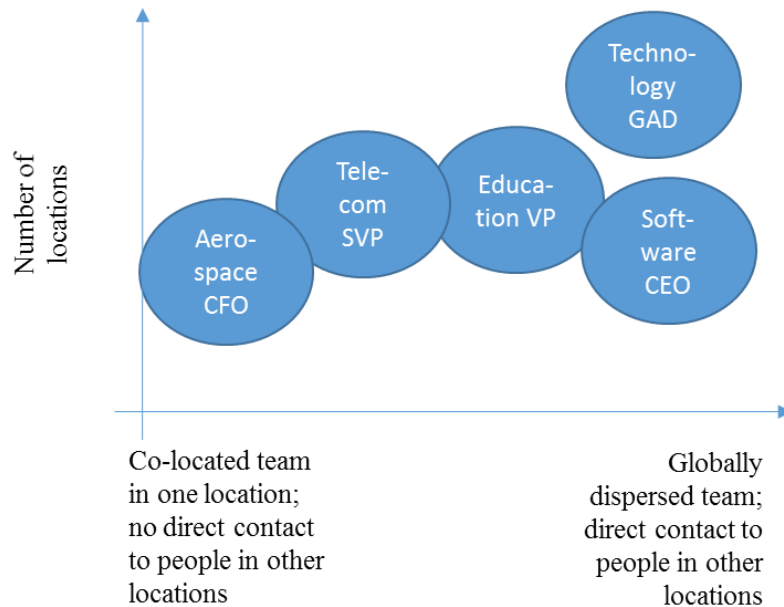 Number of
locations
Techno-
logy
GAD
Tele-
com
SVP
Educa-
tion VP
Aero-
space
CFO
Soft-
ware
CEO
Co-located team
in one location;
no direct contact
to people in other
locations
Globally
dispersed team;
direct contact to
people in other
locations